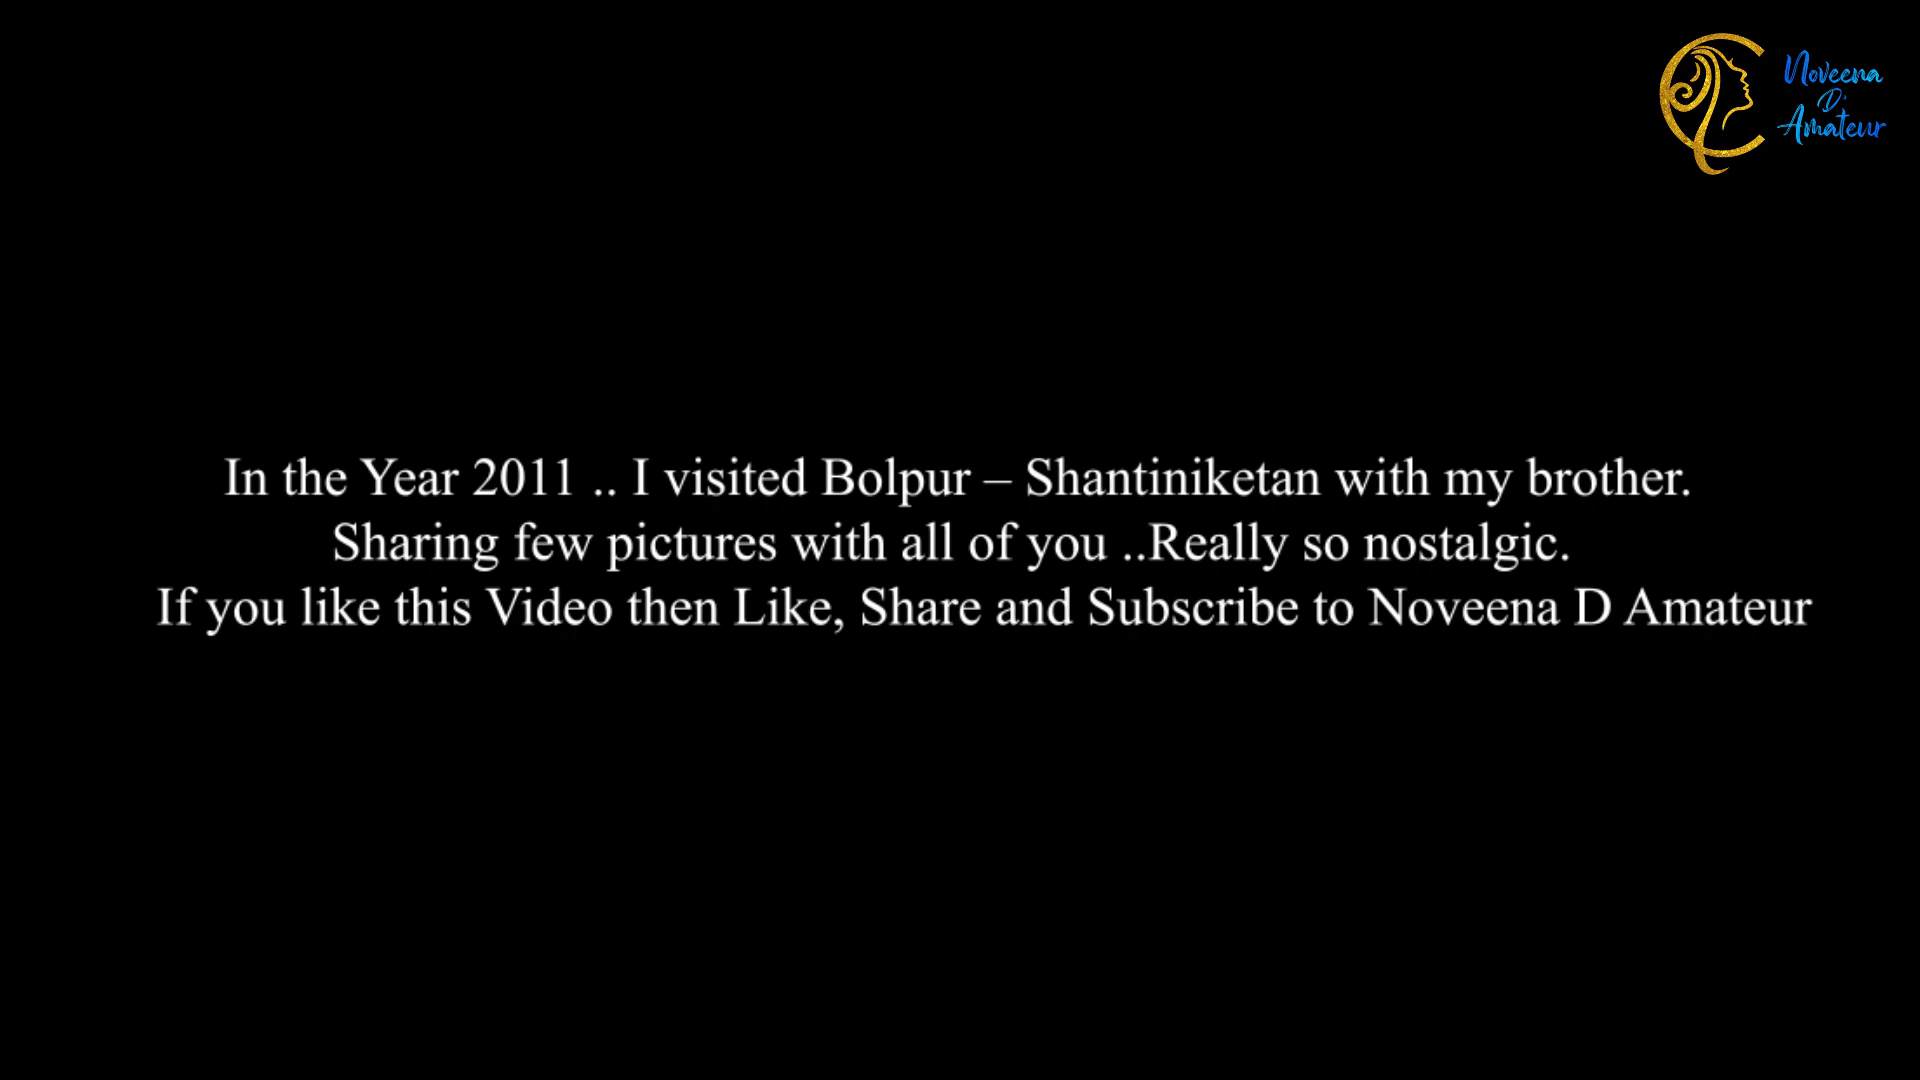 Noveena
D'
Amateur
In the Year 2011 .. I visited Bolpur – Shantiniketan with my brother.
Sharing few pictures with all of you ..Really so nostalgic.
If you like this Video then Like, Share and Subscribe to Noveena D Amateur